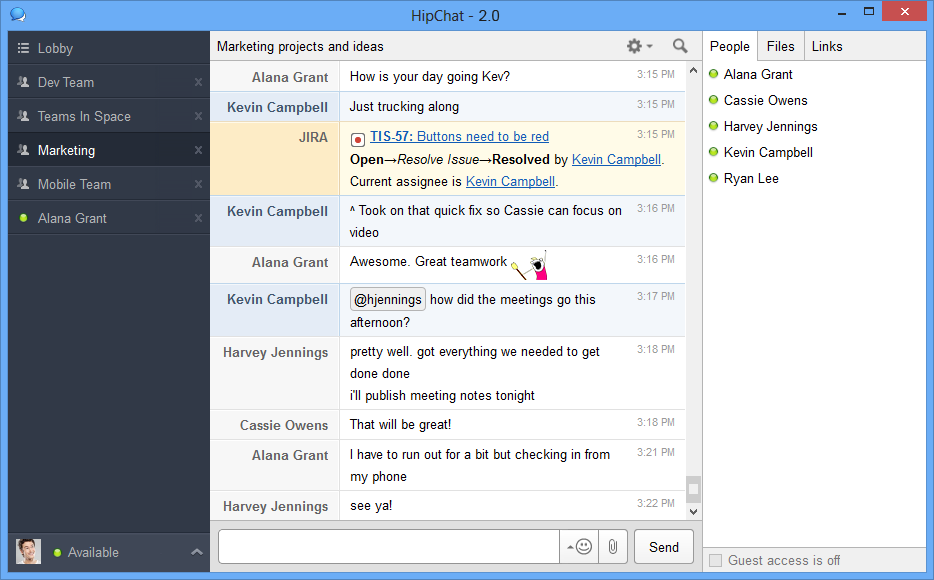 HipChat - 2.0
Lobby
Dev Team
Teams In Space
Marketing
Mobile Team
Alana Grant
Available
Marketing projects and ideas
Alana Grant How is your day going Kev? 3:15 PM
Kevin Campbell Just trucking along 3:15 PM
JIRA TIS-57: Buttons need to be red 3:15 PM
Open→Resolve Issue→Resolved by Kevin Campbell.
Current assignee is Kevin Campbell.
Kevin Campbell ^ Took on that quick fix so Cassie can focus on 3:16 PM
video
Alana Grant Awesome. Great teamwork 3:16 PM
Kevin Campbell @hjennings how did the meetings go this 3:17 PM
afternoon?
Harvey Jennings pretty well. got everything we needed to get 3:18 PM
done done
i'll publish meeting notes tonight
Cassie Owens That will be great! 3:18 PM
Alana Grant I have to run out for a bit but checking in from 3:21 PM
my phone
Harvey Jennings see ya! 3:22 PM
Send
People Files Links
Alana Grant
Cassie Owens
Harvey Jennings
Kevin Campbell
Ryan Lee
Guest access is off